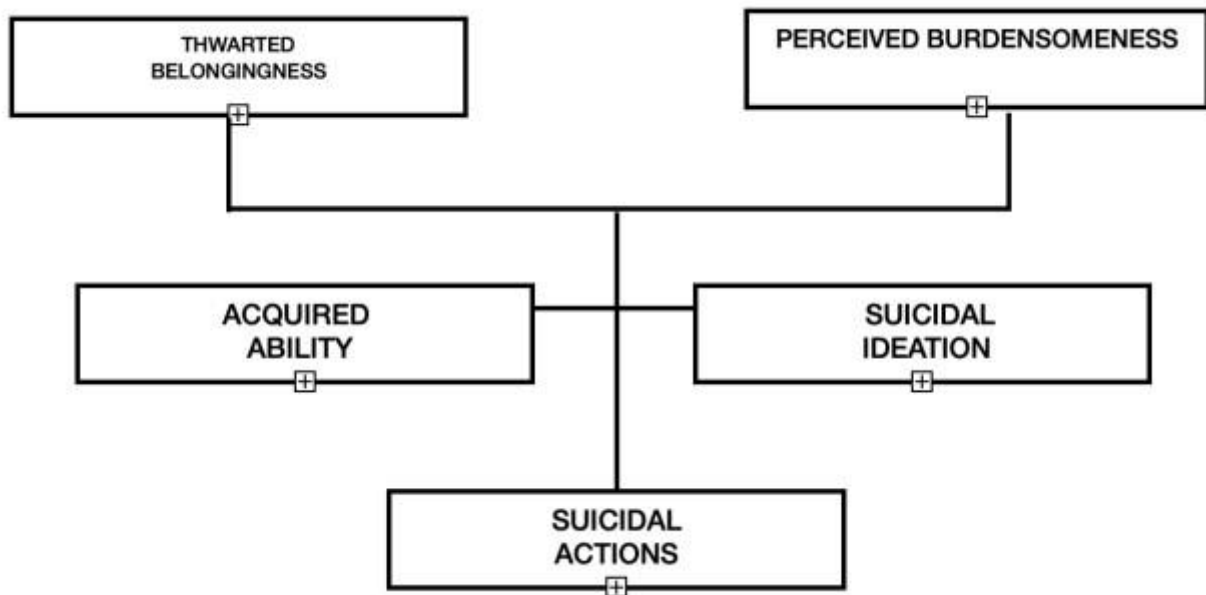 THWARTED
BELONGINGNESS
PERCEIVED BURDENSOMENESS
ACQUIRED
ABILITY
SUICIDAL
IDEATION
SUICIDAL
ACTIONS